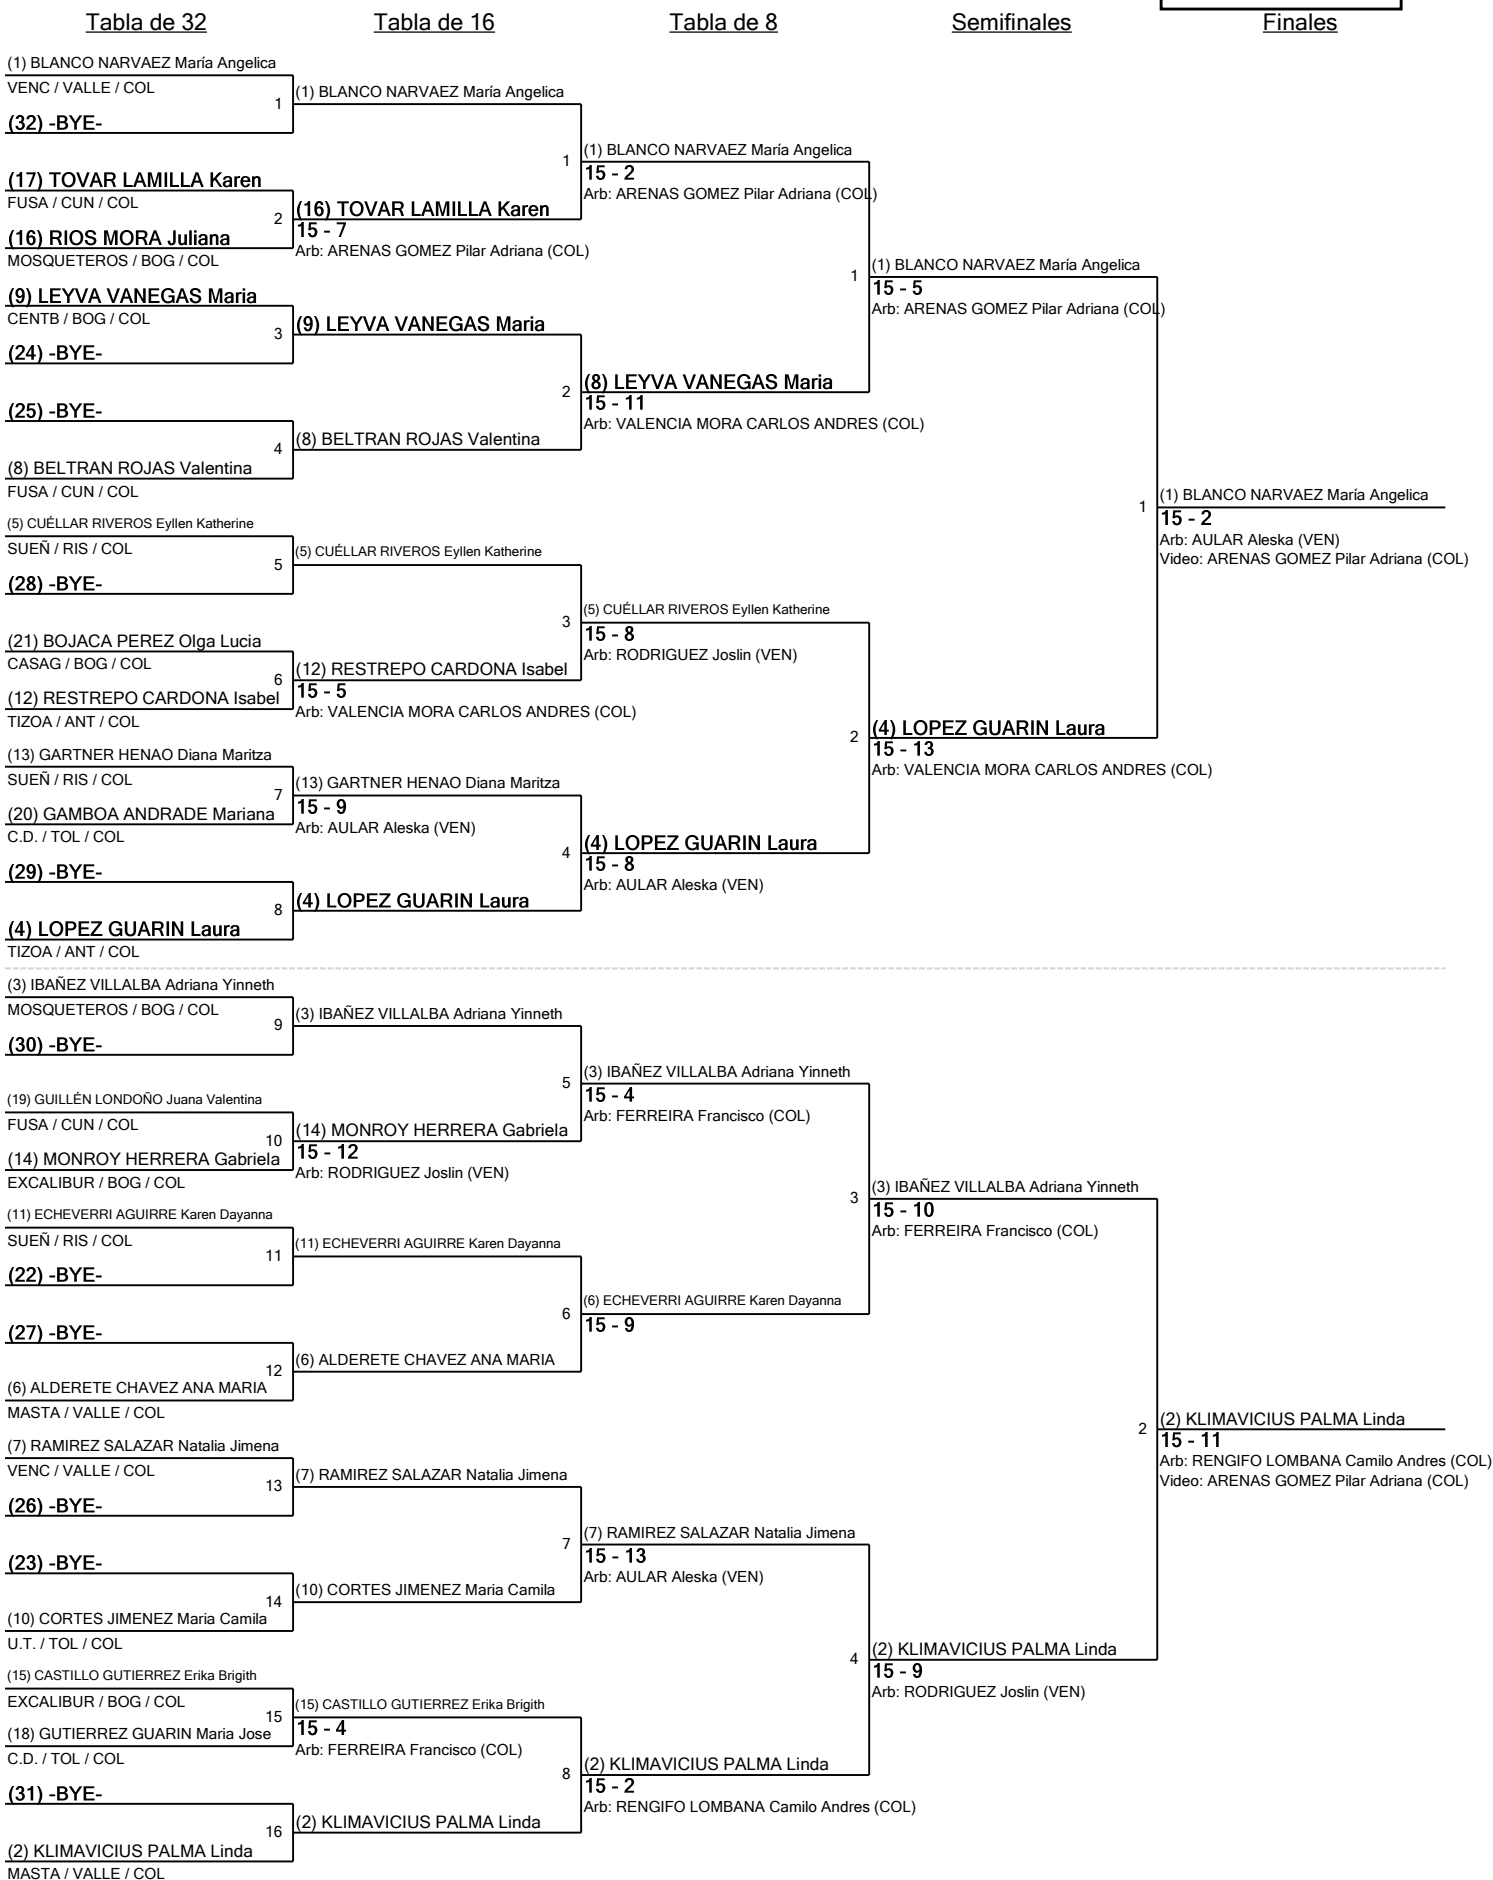 Tabla de 32
Tabla de 16
Tabla de 8
Semifinales
Finales
(1) BLANCO NARVAEZ María Angelica
VENC / VALLE / COL
1
(32) -BYE-
(17) TOVAR LAMILLA Karen
FUSA / CUN / COL
2
(16) RIOS MORA Juliana
MOSQUETEROS / BOG / COL
(9) LEYVA VANEGAS Maria
CENTB / BOG / COL
3
(24) -BYE-
(25) -BYE-
4
(8) BELTRAN ROJAS Valentina
FUSA / CUN / COL
(5) CUÉLLAR RIVEROS Eyllen Katherine
SUEÑ / RIS / COL
5
(28) -BYE-
(21) BOJACA PEREZ Olga Lucia
CASAG / BOG / COL
6
(12) RESTREPO CARDONA Isabel
TIZOA / ANT / COL
(13) GARTNER HENAO Diana Maritza
SUEÑ / RIS / COL
7
(20) GAMBOA ANDRADE Mariana
C.D. / TOL / COL
(29) -BYE-
8
(4) LOPEZ GUARIN Laura
TIZOA / ANT / COL
(3) IBAÑEZ VILLALBA Adriana Yinneth
MOSQUETEROS / BOG / COL
9
(30) -BYE-
(19) GUILLÉN LONDOÑO Juana Valentina
FUSA / CUN / COL
10
(14) MONROY HERRERA Gabriela
EXCALIBUR / BOG / COL
(11) ECHEVERRI AGUIRRE Karen Dayanna
SUEÑ / RIS / COL
11
(22) -BYE-
(27) -BYE-
12
(6) ALDERETE CHAVEZ ANA MARIA
MASTA / VALLE / COL
(7) RAMIREZ SALAZAR Natalia Jimena
VENC / VALLE / COL
13
(26) -BYE-
(23) -BYE-
14
(10) CORTES JIMENEZ Maria Camila
U.T. / TOL / COL
(15) CASTILLO GUTIERREZ Erika Brigith
EXCALIBUR / BOG / COL
15
(18) GUTIERREZ GUARIN Maria Jose
C.D. / TOL / COL
(31) -BYE-
16
(2) KLIMAVICIUS PALMA Linda
MASTA / VALLE / COL
(1) BLANCO NARVAEZ María Angelica
1
(16) TOVAR LAMILLA Karen
15 - 7
Arb: ARENAS GOMEZ Pilar Adriana (COL)
(9) LEYVA VANEGAS Maria
2
(8) BELTRAN ROJAS Valentina
(5) CUÉLLAR RIVEROS Eyllen Katherine
3
(12) RESTREPO CARDONA Isabel
15 - 5
Arb: VALENCIA MORA CARLOS ANDRES (COL)
(13) GARTNER HENAO Diana Maritza
15 - 9
Arb: AULAR Aleska (VEN)
4
(4) LOPEZ GUARIN Laura
(3) IBAÑEZ VILLALBA Adriana Yinneth
5
(14) MONROY HERRERA Gabriela
15 - 12
Arb: RODRIGUEZ Joslin (VEN)
(11) ECHEVERRI AGUIRRE Karen Dayanna
6
(6) ALDERETE CHAVEZ ANA MARIA
(7) RAMIREZ SALAZAR Natalia Jimena
7
(10) CORTES JIMENEZ Maria Camila
(15) CASTILLO GUTIERREZ Erika Brigith
15 - 4
Arb: FERREIRA Francisco (COL)
8
(2) KLIMAVICIUS PALMA Linda
(1) BLANCO NARVAEZ María Angelica
15 - 2
Arb: ARENAS GOMEZ Pilar Adriana (COL)
1
(8) LEYVA VANEGAS Maria
15 - 11
Arb: VALENCIA MORA CARLOS ANDRES (COL)
(5) CUÉLLAR RIVEROS Eyllen Katherine
15 - 8
Arb: RODRIGUEZ Joslin (VEN)
2
(4) LOPEZ GUARIN Laura
15 - 8
Arb: AULAR Aleska (VEN)
(3) IBAÑEZ VILLALBA Adriana Yinneth
15 - 4
Arb: FERREIRA Francisco (COL)
3
(6) ECHEVERRI AGUIRRE Karen Dayanna
15 - 9
(7) RAMIREZ SALAZAR Natalia Jimena
15 - 13
Arb: AULAR Aleska (VEN)
4
(2) KLIMAVICIUS PALMA Linda
15 - 2
Arb: RENGIFO LOMBANA Camilo Andres (COL)
(1) BLANCO NARVAEZ María Angelica
15 - 5
Arb: ARENAS GOMEZ Pilar Adriana (COL)
1
(4) LOPEZ GUARIN Laura
15 - 13
Arb: VALENCIA MORA CARLOS ANDRES (COL)
(3) IBAÑEZ VILLALBA Adriana Yinneth
15 - 10
Arb: FERREIRA Francisco (COL)
2
(2) KLIMAVICIUS PALMA Linda
15 - 9
Arb: RODRIGUEZ Joslin (VEN)
(1) BLANCO NARVAEZ María Angelica
15 - 2
Arb: AULAR Aleska (VEN)
Video: ARENAS GOMEZ Pilar Adriana (COL)
(2) KLIMAVICIUS PALMA Linda
15 - 11
Arb: RENGIFO LOMBANA Camilo Andres (COL)
Video: ARENAS GOMEZ Pilar Adriana (COL)